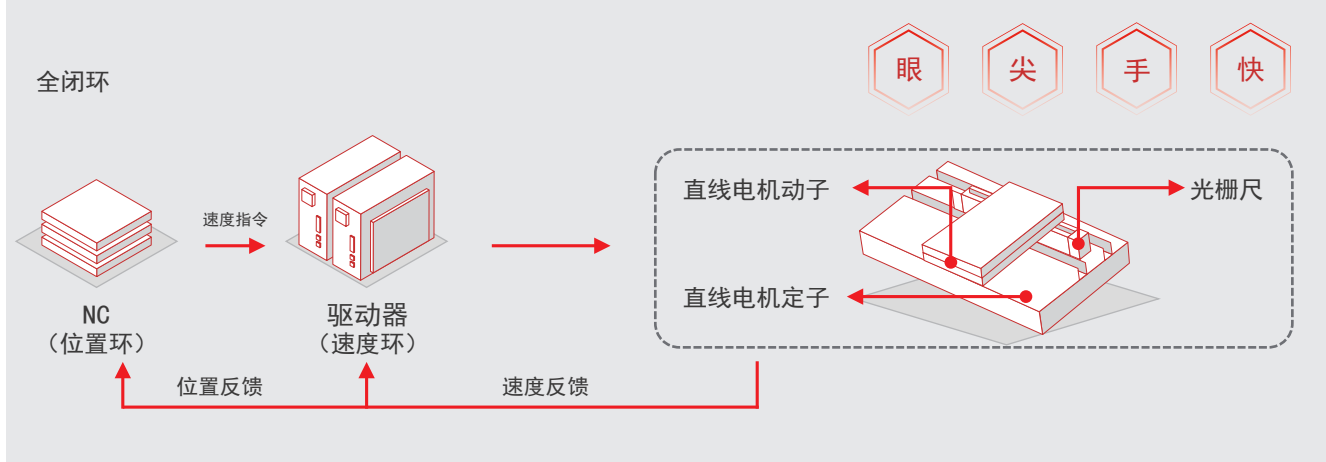 眼 尖 手 快
全闭环
直线电机动子
光栅尺
速度指令
直线电机定子
NC
（位置环）
驱动器
（速度环）
位置反馈
速度反馈